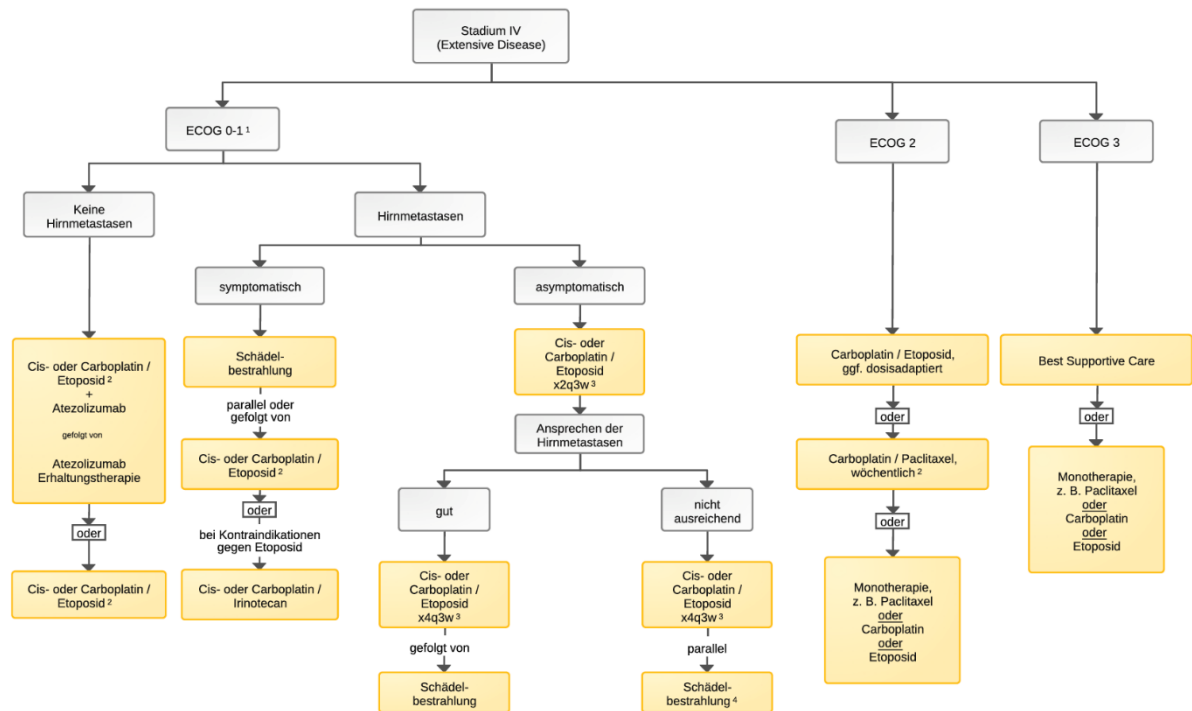 Stadium IV
(Extensive Disease)
ECOG 0-1 ¹
ECOG 2
ECOG 3
Keine
Hirnmetastasen
Hirnmetastasen
symptomatisch
asymptomatisch
Cis- oder Carboplatin /
Etoposid ²
+
Atezolizumab
gefolgt von
Atezolizumab
Erhaltungstherapie
oder
Cis- oder Carboplatin /
Etoposid ²
Schädel-
bestrahlung
parallel oder
gefolgt von
Cis- oder Carboplatin /
Etoposid ²
oder
bei Kontraindikationen
gegen Etoposid
Cis- oder Carboplatin /
Irinotecan
Cis- oder
Carboplatin /
Etoposid
x2q3w ³
Ansprechen der
Hirnmetastasen
gut
Cis- oder
Carboplatin /
Etoposid
x4q3w ³
gefolgt von
Schädel-
bestrahlung
nicht
ausreichend
Cis- oder
Carboplatin /
Etoposid
x4q3w ³
parallel
Schädel-
bestrahlung ⁴
Carboplatin / Etoposid,
ggf. dosisadaptiert
oder
Carboplatin / Paclitaxel,
wöchentlich ²
oder
Monotherapie,
z. B. Paclitaxel
oder
Carboplatin
oder
Etoposid
Best Supportive Care
oder
Monotherapie,
z. B. Paclitaxel
oder
Carboplatin
oder
Etoposid